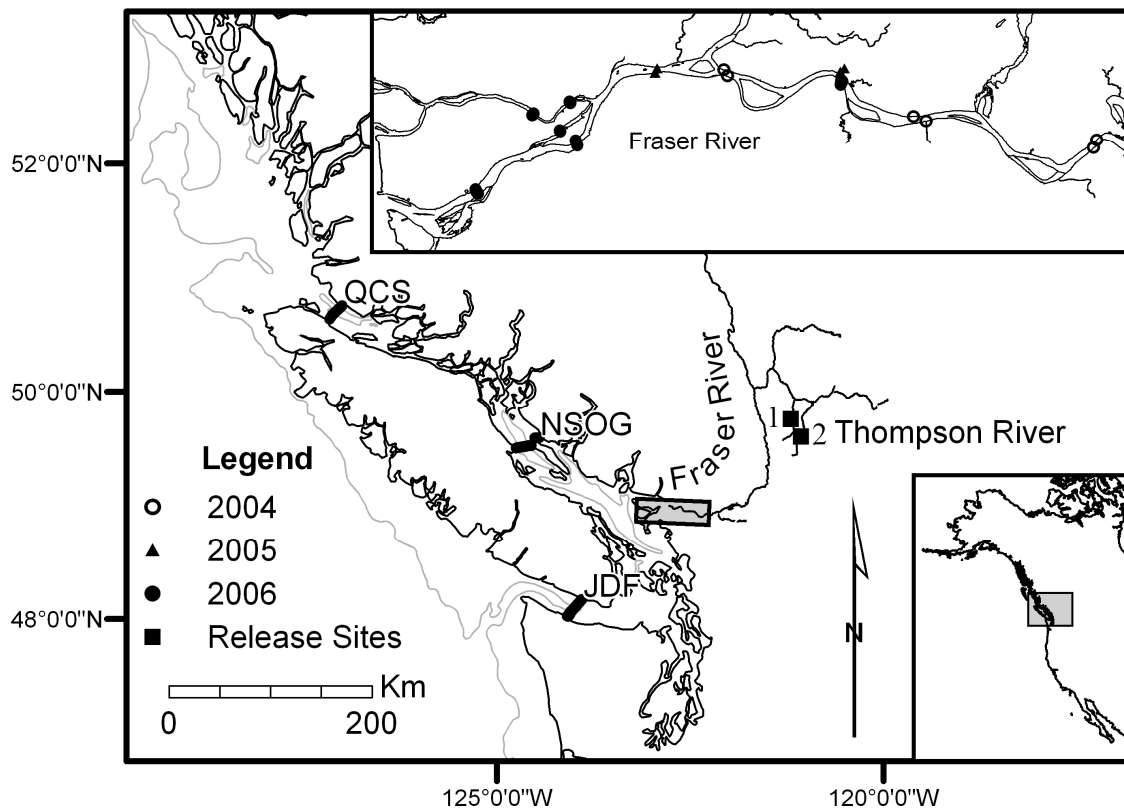 Fraser River
52°0'0"N
QCS
50°0'0"N
NSOG
Fraser River
1
2 Thompson River
Legend
2004
2005
2006
Release Sites
JDF
48°0'0"N
Km
0 200
N
125°0'0"W
120°0'0"W